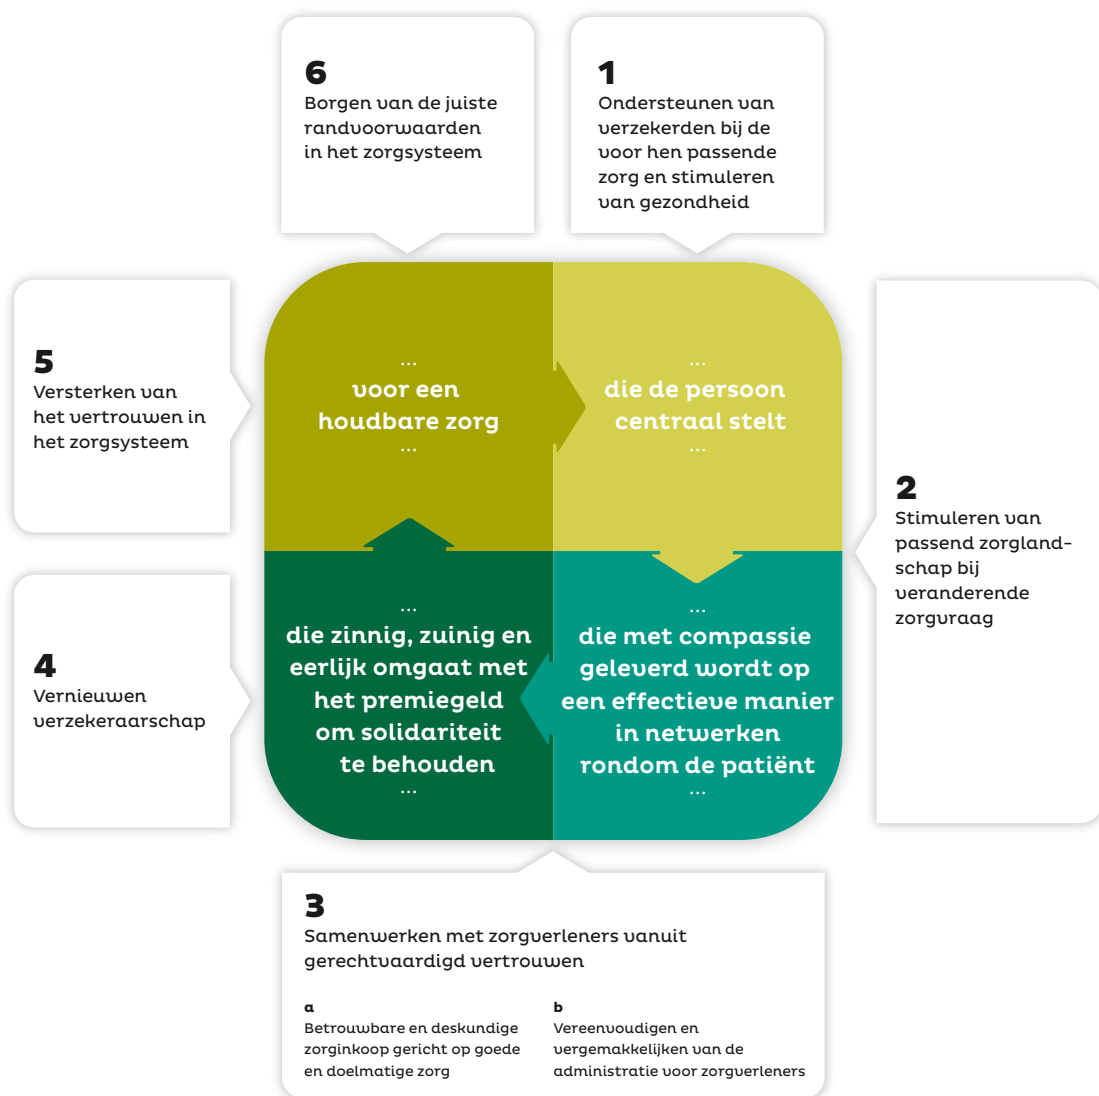 6
Borgen van de juiste
randvoorwaarden
in het zorgsysteem
1
Ondersteunen van
verzekerden bij de
voor hen passende
zorg en stimuleren
van gezondheid
5
Versterken van
het vertrouwen in
het zorgsysteem
...
voor een
houdbare zorg
...
...
die de persoon
centraal stelt
...
2
Stimuleren van
passend zorgland-
schap bij
veranderende
zorgvraag
4
Vernieuwen
verzekeraarschap
...
die zinnig, zuinig en
eerlijk omgaat met
het premiegeld
om solidariteit
te behouden
...
...
die met compassie
geleverd wordt op
een effectieve manier
in netwerken
rondom de patiënt
...
3
Samenwerken met zorgverleners vanuit
gerechtvaardigd vertrouwen
a
Betrouwbare en deskundige
zorginkoop gericht op goede
en doelmatige zorg
b
Vereenvoudigen en
vergemakkelijken van de
administratie voor zorgverleners